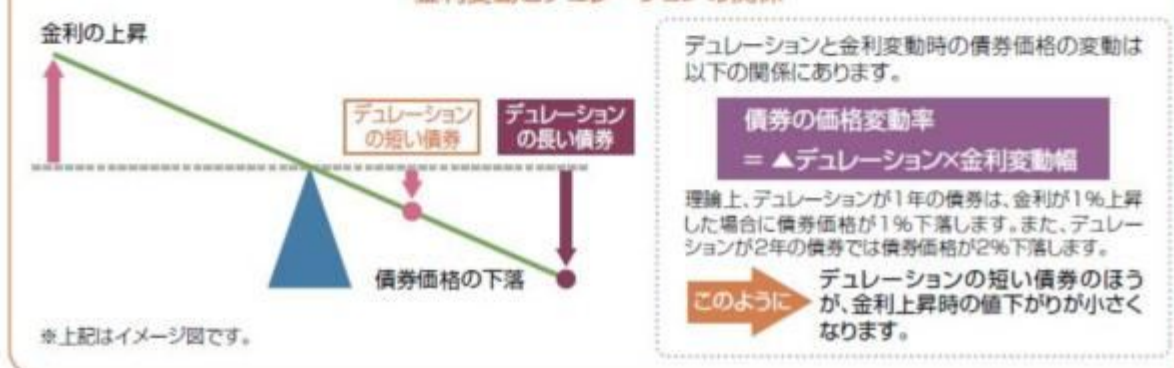 金利の上昇
デュレーション
の短い債券
デュレーション
の長い債券
債券価格の下落
※上記はイメージ図です。
デュレーションと金利変動時の債券価格の変動は
以下の関係にあります。
債券の価格変動率
= ▲デュレーション×金利変動幅
理論上、デュレーションが1年の債券は、金利が1%上昇
した場合に債券価格が1%下落します。また、デュレー
ションが2年の債券では債券価格が2%下落します。
このように
デュレーションの短い債券のほう
が、金利上昇時の値下がりが小さく
なります。